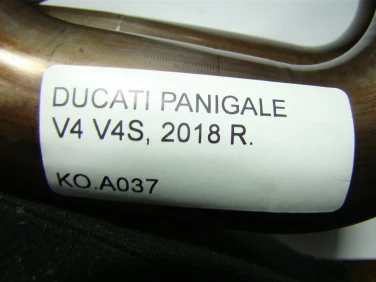 DUCATI PANIGALE
V4 V4S, 2018 R.
KO.A037